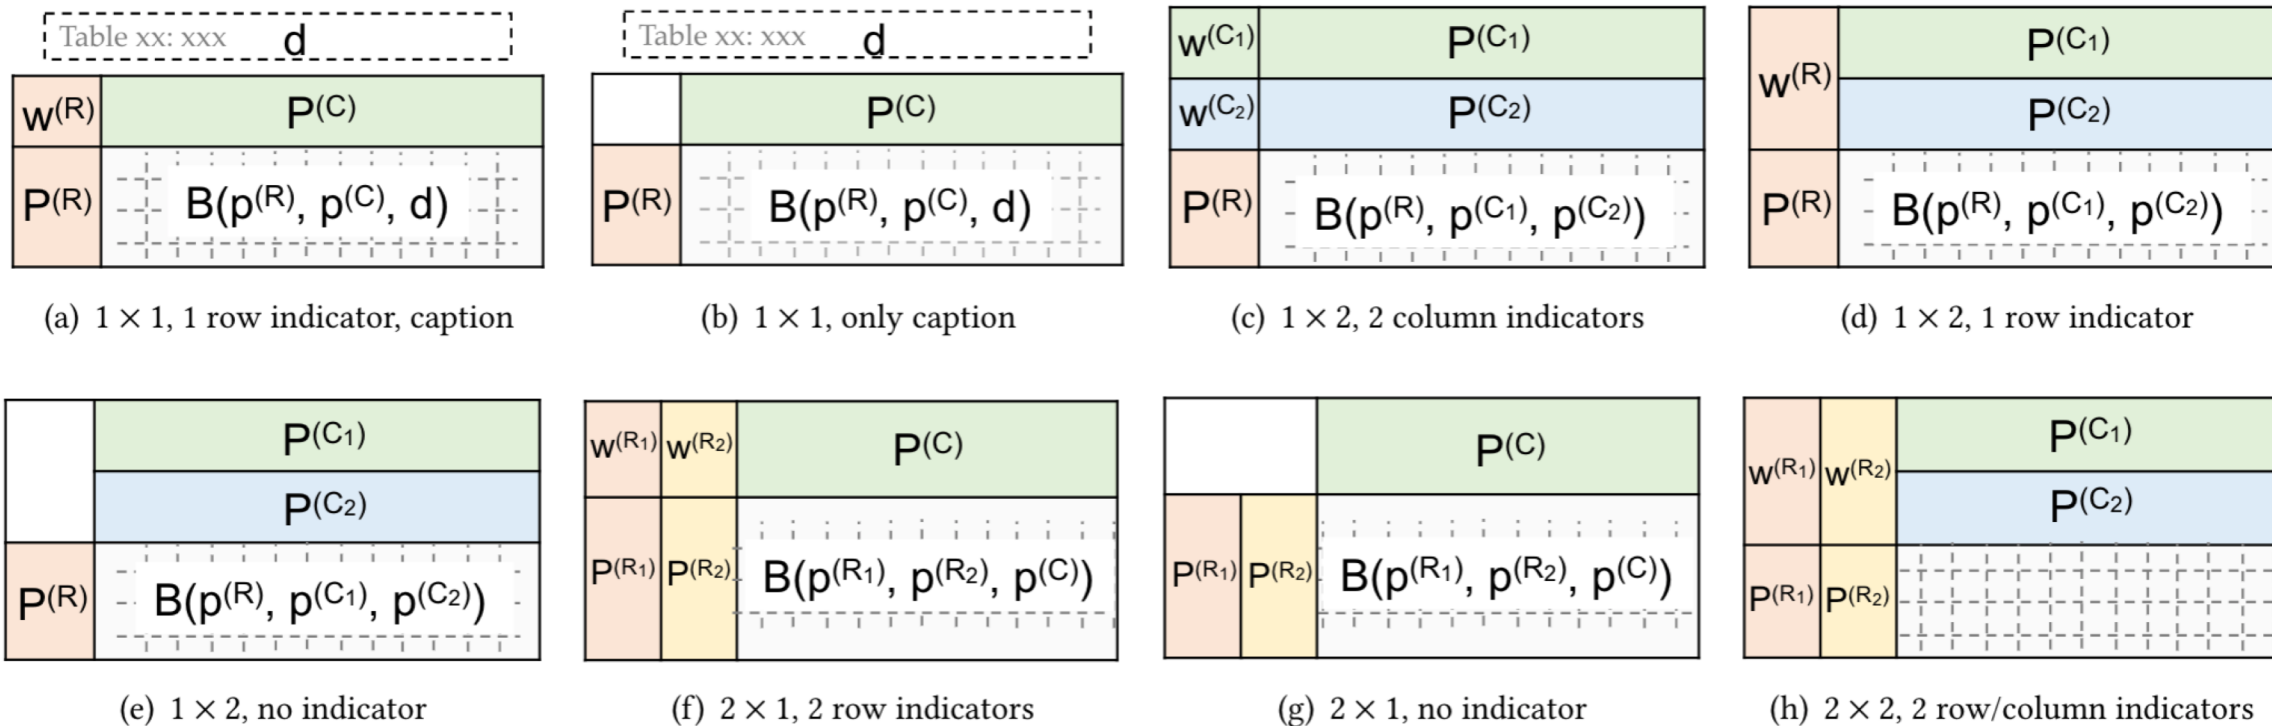 Table xx: xxx d
w(R) P(C)
P(R) B(p(R), p(C), d)
(a) 1 × 1, 1 row indicator, caption
Table xx: xxx d
P(C)
P(R) B(p(R), p(C), d)
(b) 1 × 1, only caption
w(C1) P(C1)
w(C2) P(C2)
P(R) B(p(R), p(C1), p(C2))
(c) 1 × 2, 2 column indicators
w(R) P(C1)
P(C2)
P(R) B(p(R), p(C1), p(C2))
(d) 1 × 2, 1 row indicator
P(C1)
P(C2)
P(R) B(p(R), p(C1), p(C2))
(e) 1 × 2, no indicator
w(R1) w(R2) P(C)
P(R1) P(R2) B(p(R1), p(R2), p(C))
(f) 2 × 1, 2 row indicators
P(C)
P(R1) P(R2) B(p(R1), p(R2), p(C))
(g) 2 × 1, no indicator
w(R1) w(R2) P(C1)
P(C2)
P(R1) P(R2)
(h) 2 × 2, 2 row/column indicators